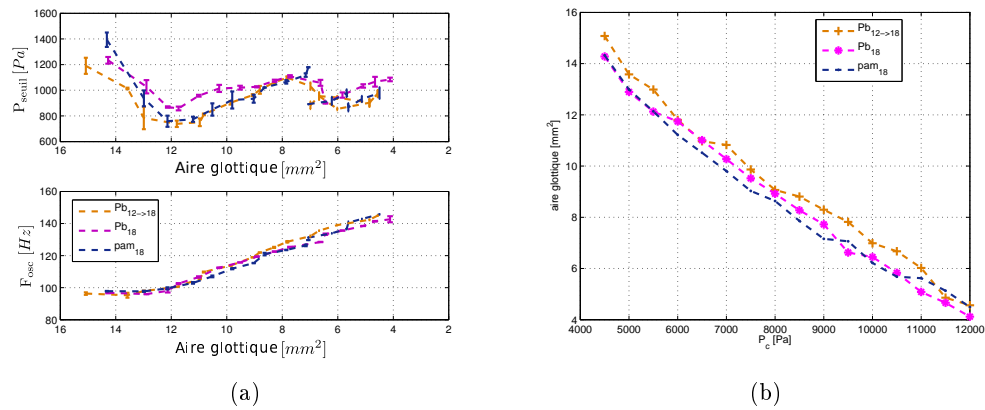 1600
1400
1200
1000
800
600
P_seuil [Pa]
16 14 12 10 8 6 4 2
Aire glottique [mm²]
160
140
120
100
80
F_osc [Hz]
Pb_12->18
Pb_18
pam_18
16 14 12 10 8 6 4 2
Aire glottique [mm²]
(a)
16
14
12
10
8
6
4
aire glottique [mm²]
Pb_12->18
Pb_18
pam_18
4000 5000 6000 7000 8000 9000 10000 11000 12000
P_c [Pa]
(b)